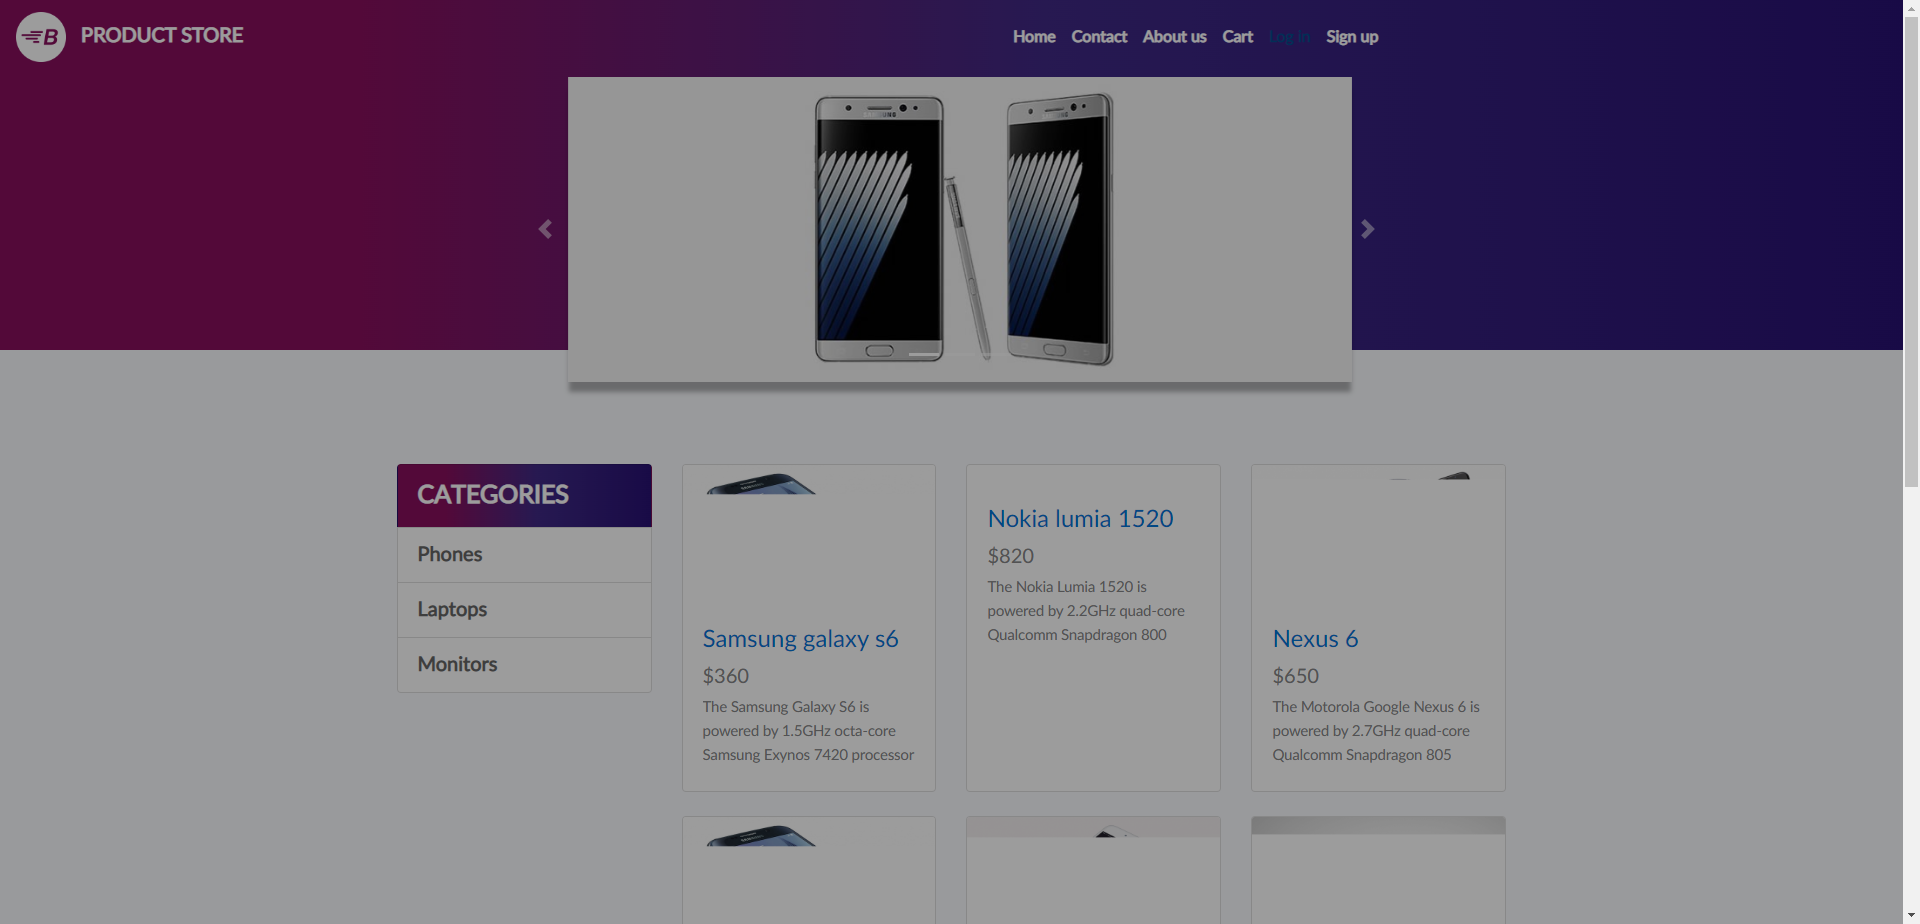 B PRODUCT STORE
Home Contact About us Cart Log in Sign up
SAMSUNG
CATEGORIES
Phones
Laptops
Monitors
Samsung galaxy s6
$360
The Samsung Galaxy S6 is
powered by 1.5GHz octa-core
Samsung Exynos 7420 processor
Nokia lumia 1520
$820
The Nokia Lumia 1520 is
powered by 2.2GHz quad-core
Qualcomm Snapdragon 800
Nexus 6
$650
The Motorola Google Nexus 6 is
powered by 2.7GHz quad-core
Qualcomm Snapdragon 805